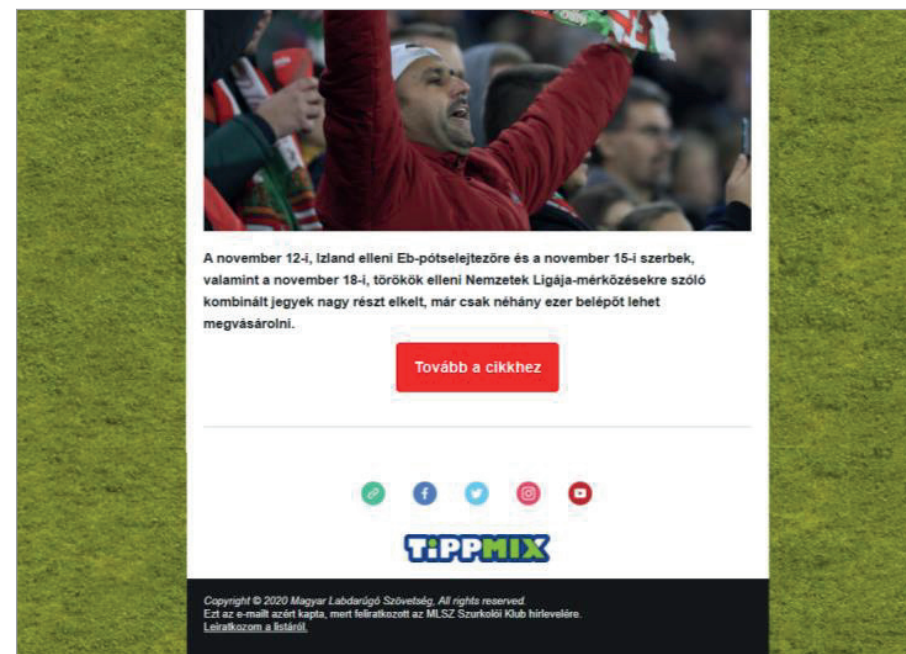 A november 12-i, Izland elleni Eb-pótselejtezőre és a november 15-i szerbek,
valamint a november 18-i, törökök elleni Nemzetek Ligája-mérkőzésekre szóló
kombinált jegyek nagy részt elkelt, már csak néhány ezer belépőt lehet
megvásárolni.
Tovább a cikkhez
TiPPMIX
Copyright © 2020 Magyar Labdarúgó Szövetség, All rights reserved.
Ezt az e-mailt azért kapta, mert feliratkozott az MLSZ Szurkolói Klub hírlevelére.
Leiratkozom a listáról.